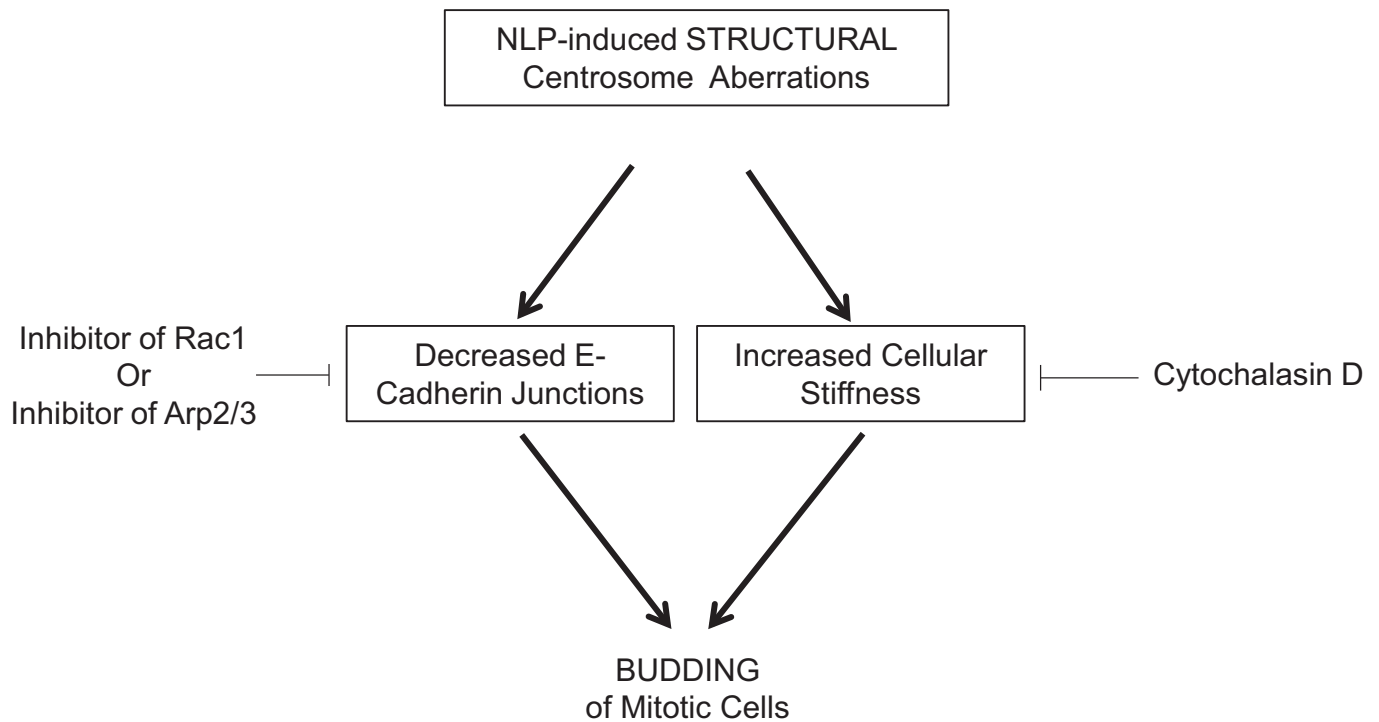 NLP-induced STRUCTURAL
Centrosome Aberrations
Inhibitor of Rac1
Or
Inhibitor of Arp2/3
Decreased E-
Cadherin Junctions
Increased Cellular
Stiffness
Cytochalasin D
BUDDING
of Mitotic Cells